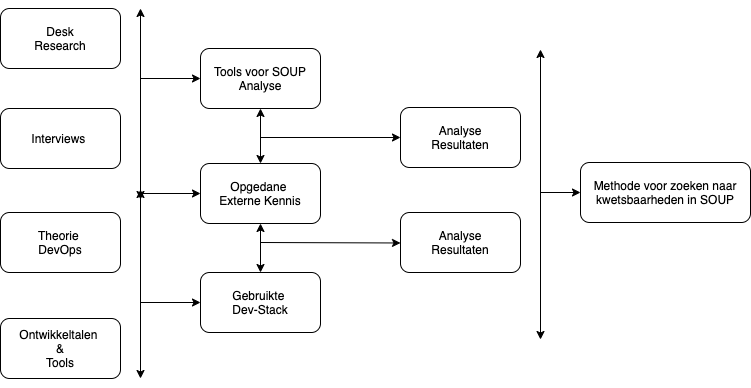 Desk
Research
Interviews
Theorie
DevOps
Ontwikkeltalen
&
Tools
Tools voor SOUP
Analyse
Opgedane
Externe Kennis
Gebruikte
Dev-Stack
Analyse
Resultaten
Analyse
Resultaten
Methode voor zoeken naar
kwetsbaarheden in SOUP